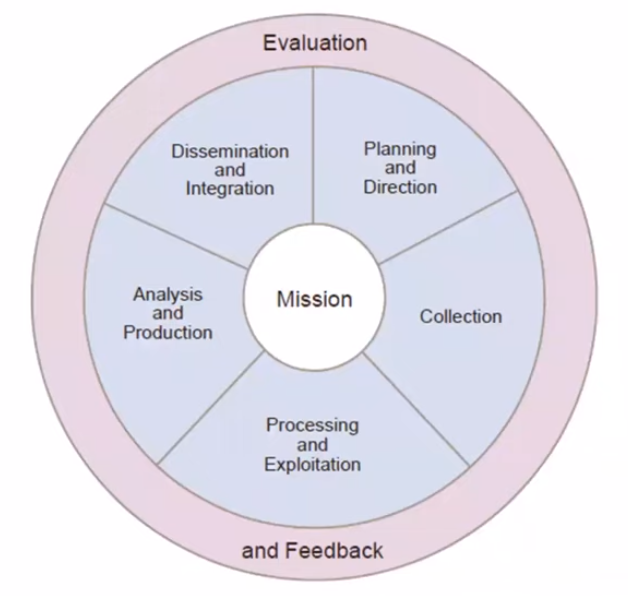 Evaluation
Planning
and
Direction
Collection
Processing
and
Exploitation
Analysis
and
Production
Dissemination
and
Integration
Mission
and Feedback